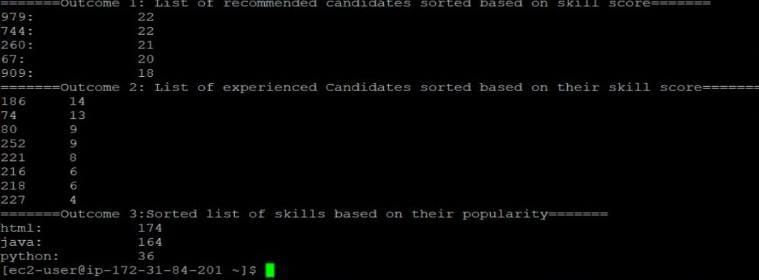 =======Outcome 1: List of recommended candidates sorted based on skill score=======
979: 22
744: 22
260: 21
67: 20
909: 18
=======Outcome 2: List of experienced Candidates sorted based on their skill score=======
186 14
74 13
80 9
252 9
221 8
216 6
218 6
227 4
=======Outcome 3:Sorted list of skills based on their popularity=======
html: 174
java: 164
python: 36
[ec2-user@ip-172-31-84-201 ~]$